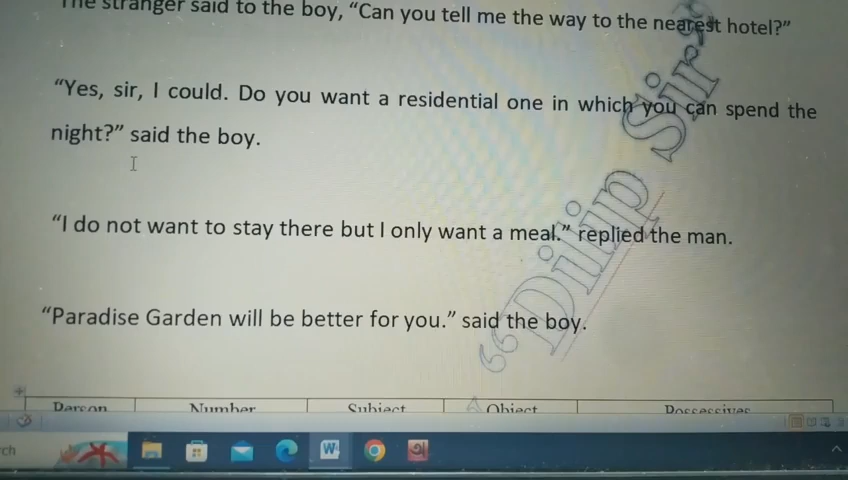 The stranger said to the boy, “Can you tell me the way to the nearest hotel?”
“Yes, sir, I could. Do you want a residential one in which you can spend the
night?” said the boy.
“I do not want to stay there but I only want a meal.” replied the man.
“Paradise Garden will be better for you.” said the boy.
“Dilip Sir”
Person Number Subject Object Possessives